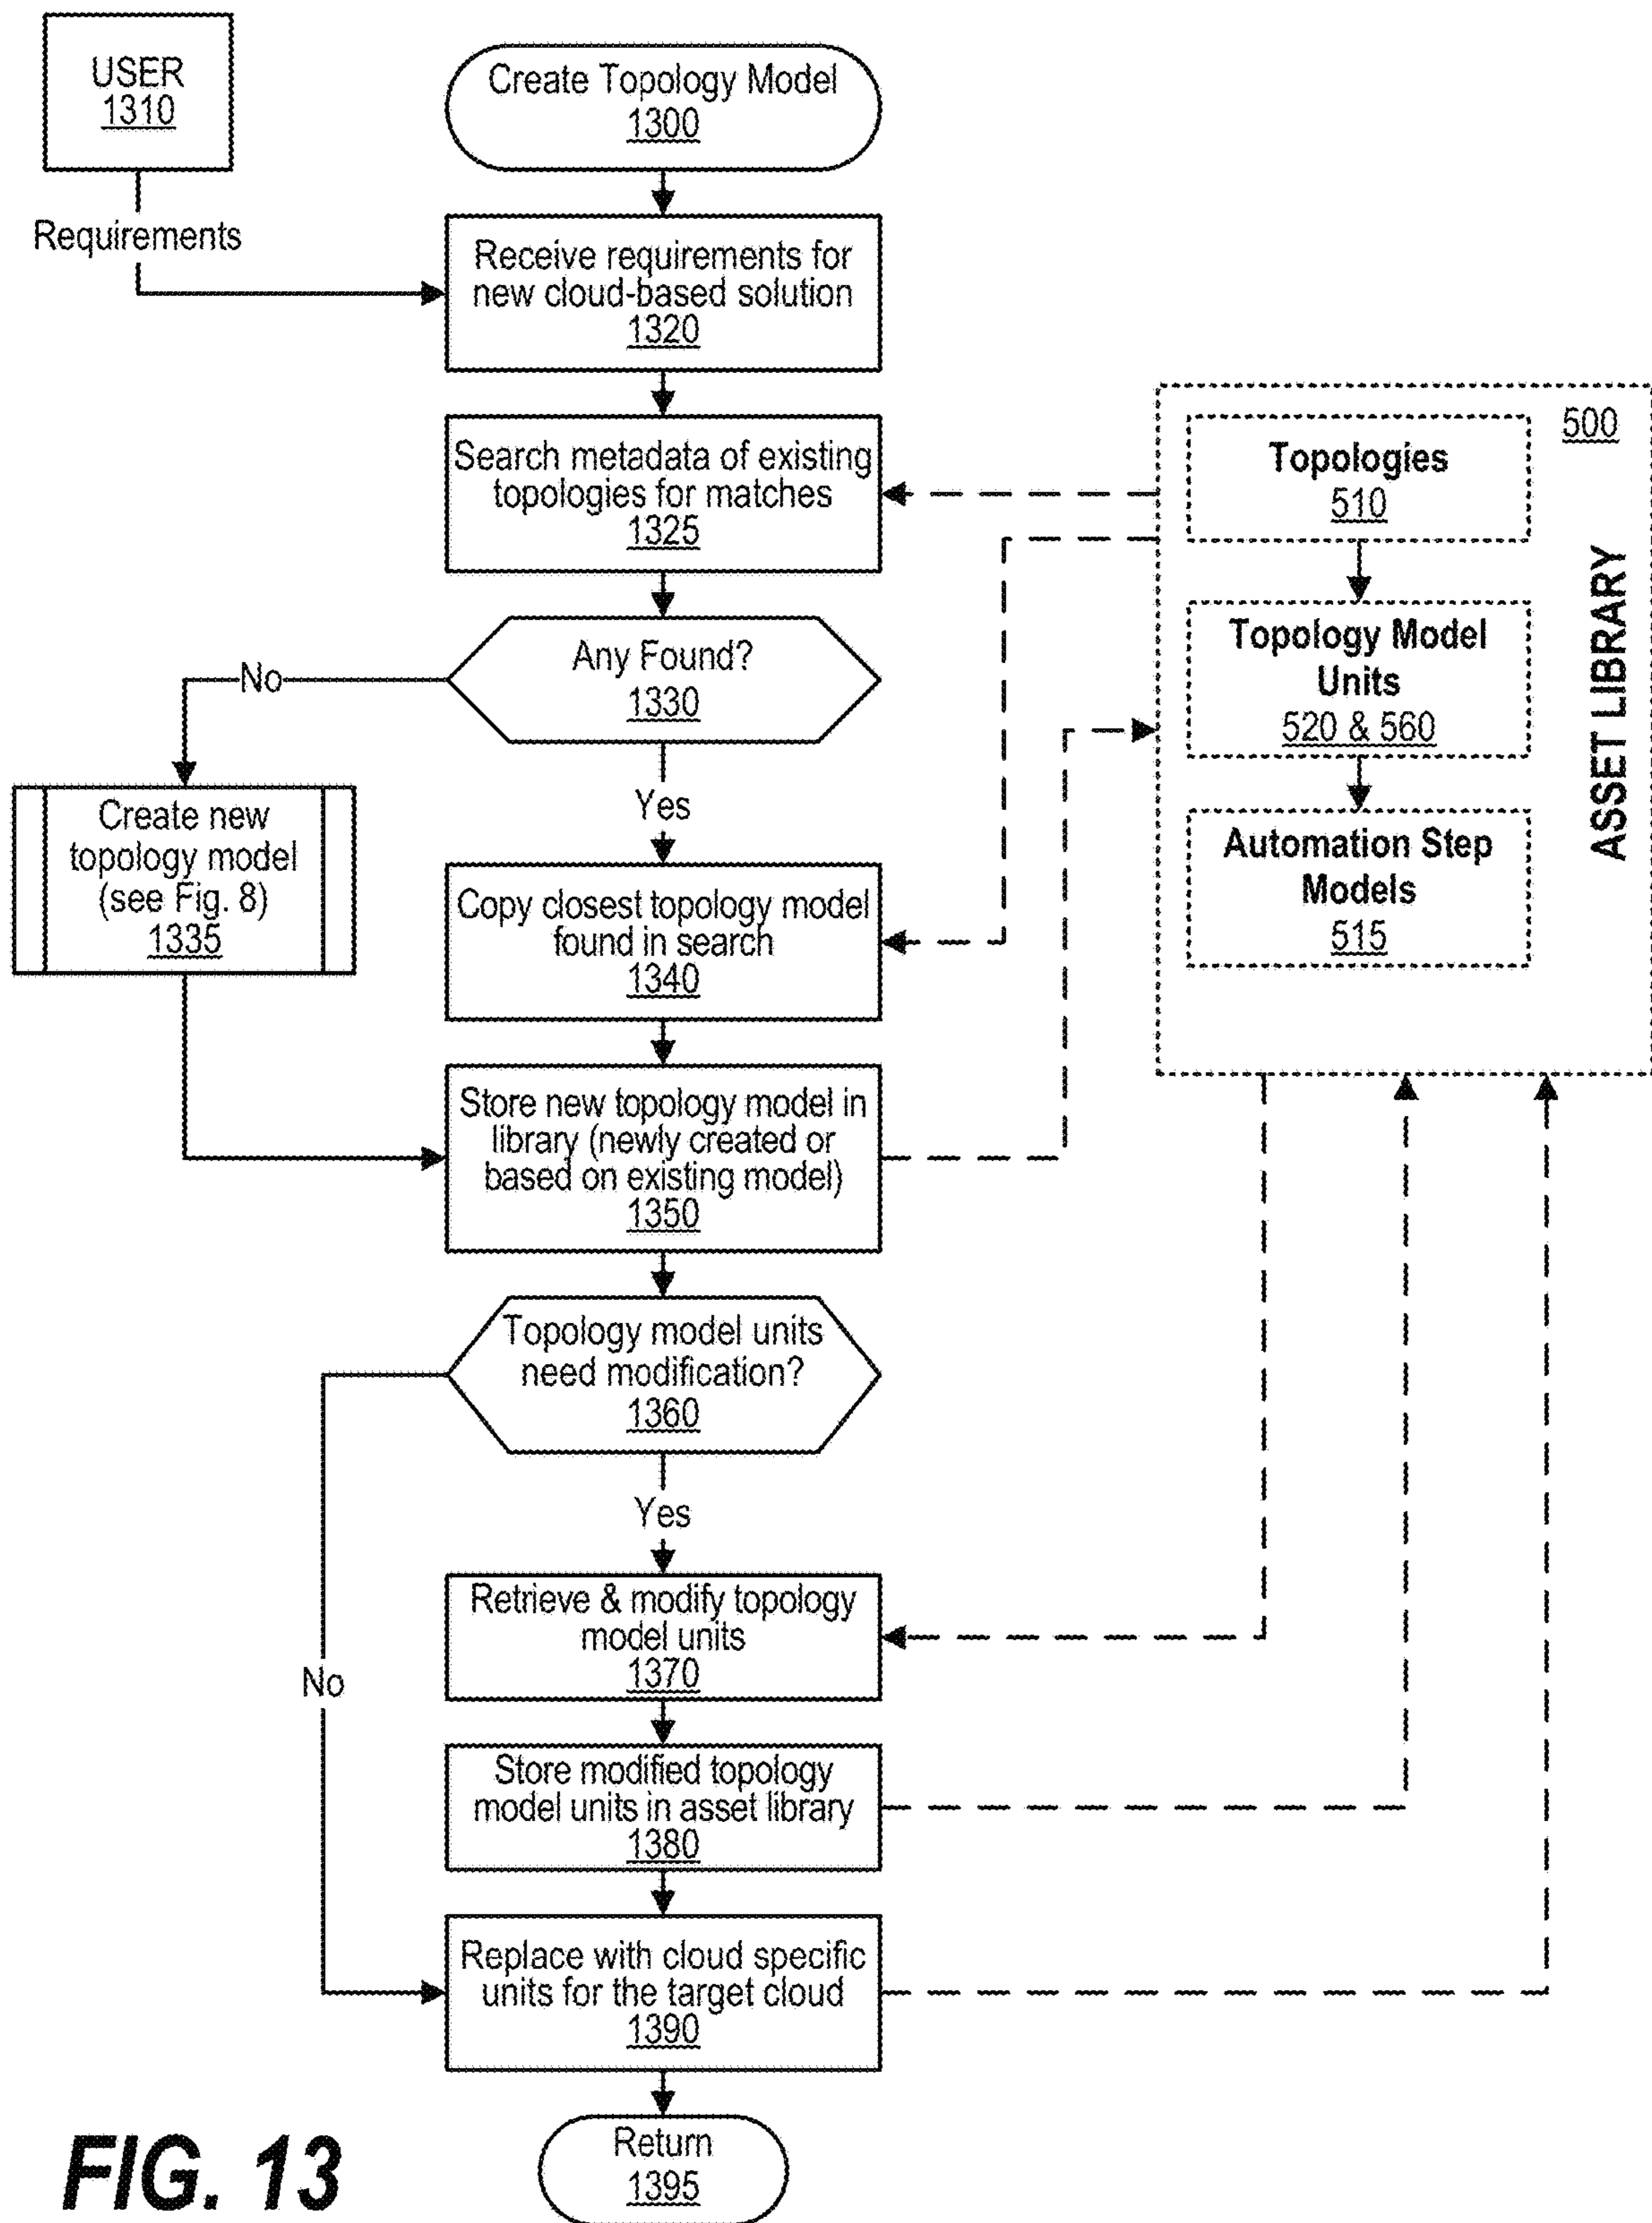 USER
1310
Create Topology Model
1300
Requirements
Receive requirements for
new cloud-based solution
1320
Search metadata of existing
topologies for matches
1325
500
Topologies
510
ASSET LIBRARY
Topology Model
Units
520 & 560
Automation Step
Models
515
Any Found?
1330
No
Yes
Create new
topology model
(see Fig. 8)
1335
Copy closest topology model
found in search
1340
Store new topology model in
library (newly created or
based on existing model)
1350
Topology model units
need modification?
1360
Yes
No
Retrieve & modify topology
model units
1370
Store modified topology
model units in asset library
1380
Replace with cloud specific
units for the target cloud
1390
Return
1395
FIG. 13